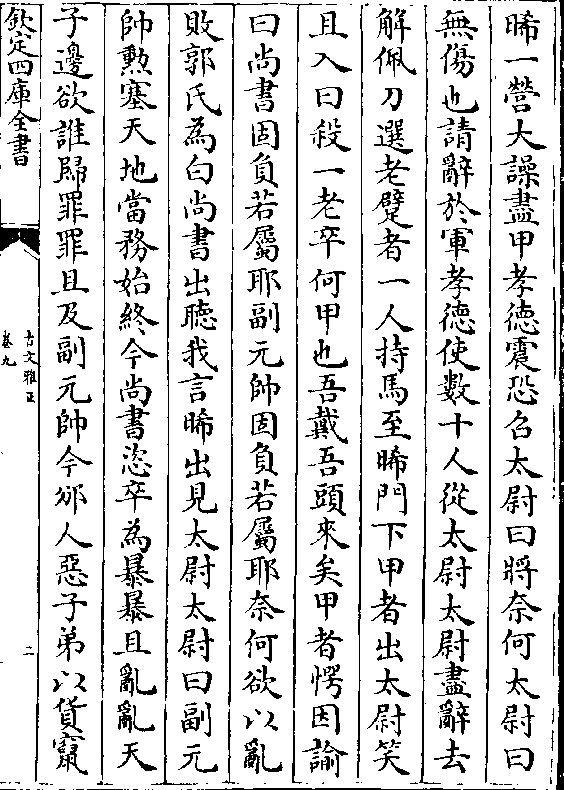 晞一營大譟盡甲孝德震恐召太尉曰將奈何太尉曰
無傷也請辭於軍孝德使數十人從太尉太尉盡辭去
解佩刀選老躄者一人持馬至晞門下甲者出太尉笑
且入曰殺一老卒何甲也吾戴吾頭來矣甲者愕因諭
曰尚書固負若屬耶副元帥固負若屬耶奈何欲以亂
敗郭氏為白尚書出聽我言晞出見太尉太尉曰副元
帥勲塞天地當務始終今尚書恣卒為暴暴且亂亂天
子邊欲誰歸罪罪且及副元帥今邠人惡子弟以貨竄
欽定四庫全書
古文雅正
卷九
二